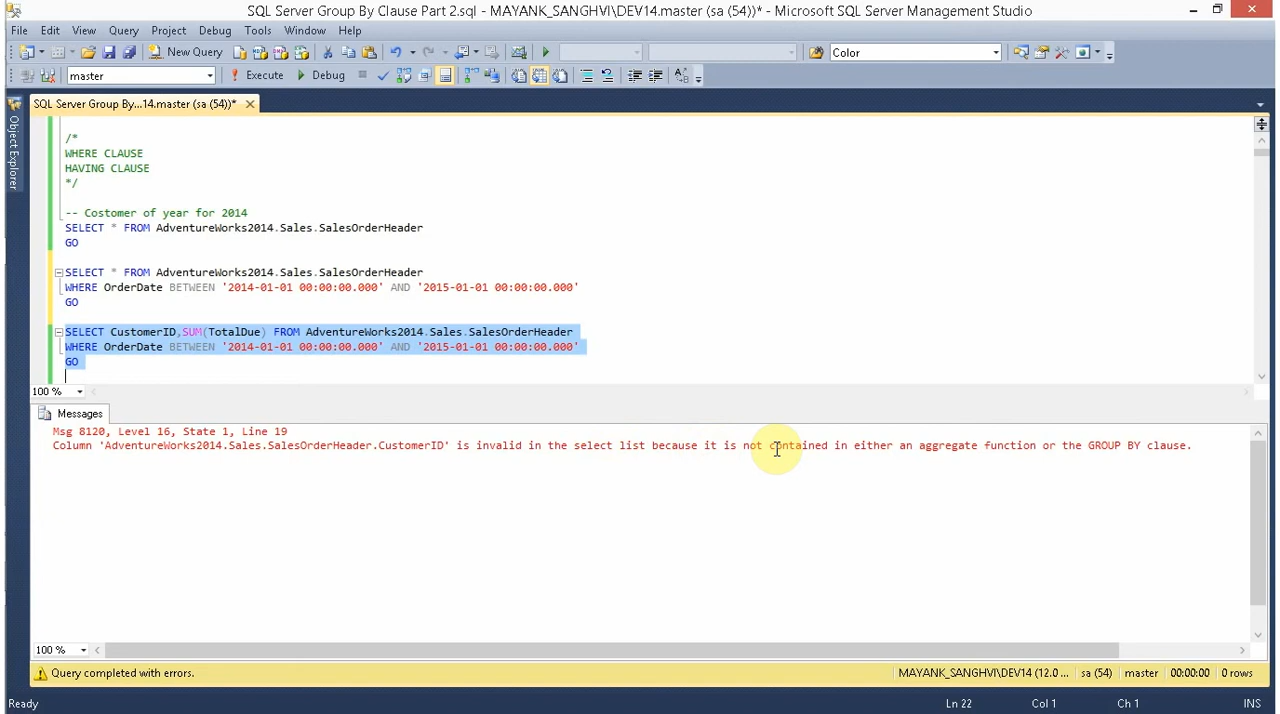 SQL Server Group By Clause Part 2.sql - MAYANK_SANGHVI\DEV14.master (sa (54))* - Microsoft SQL Server Management Studio
File Edit View Query Project Debug Tools Window Help
New Query Color
master Execute Debug
SQL Server Group By...14.master (sa (54))*
Object Explorer
/*
WHERE CLAUSE
HAVING CLAUSE
*/
-- Costomer of year for 2014
SELECT * FROM AdventureWorks2014.Sales.SalesOrderHeader
GO
SELECT * FROM AdventureWorks2014.Sales.SalesOrderHeader
WHERE OrderDate BETWEEN '2014-01-01 00:00:00.000' AND '2015-01-01 00:00:00.000'
GO
SELECT CustomerID,SUM(TotalDue) FROM AdventureWorks2014.Sales.SalesOrderHeader
WHERE OrderDate BETWEEN '2014-01-01 00:00:00.000' AND '2015-01-01 00:00:00.000'
GO
100 %
Messages
Msg 8120, Level 16, State 1, Line 19
Column 'AdventureWorks2014.Sales.SalesOrderHeader.CustomerID' is invalid in the select list because it is not contained in either an aggregate function or the GROUP BY clause.
100 %
Query completed with errors. MAYANK_SANGHVI\DEV14 (12.0 ... sa (54) master 00:00:00 0 rows
Ready Ln 22 Col 1 Ch 1 INS